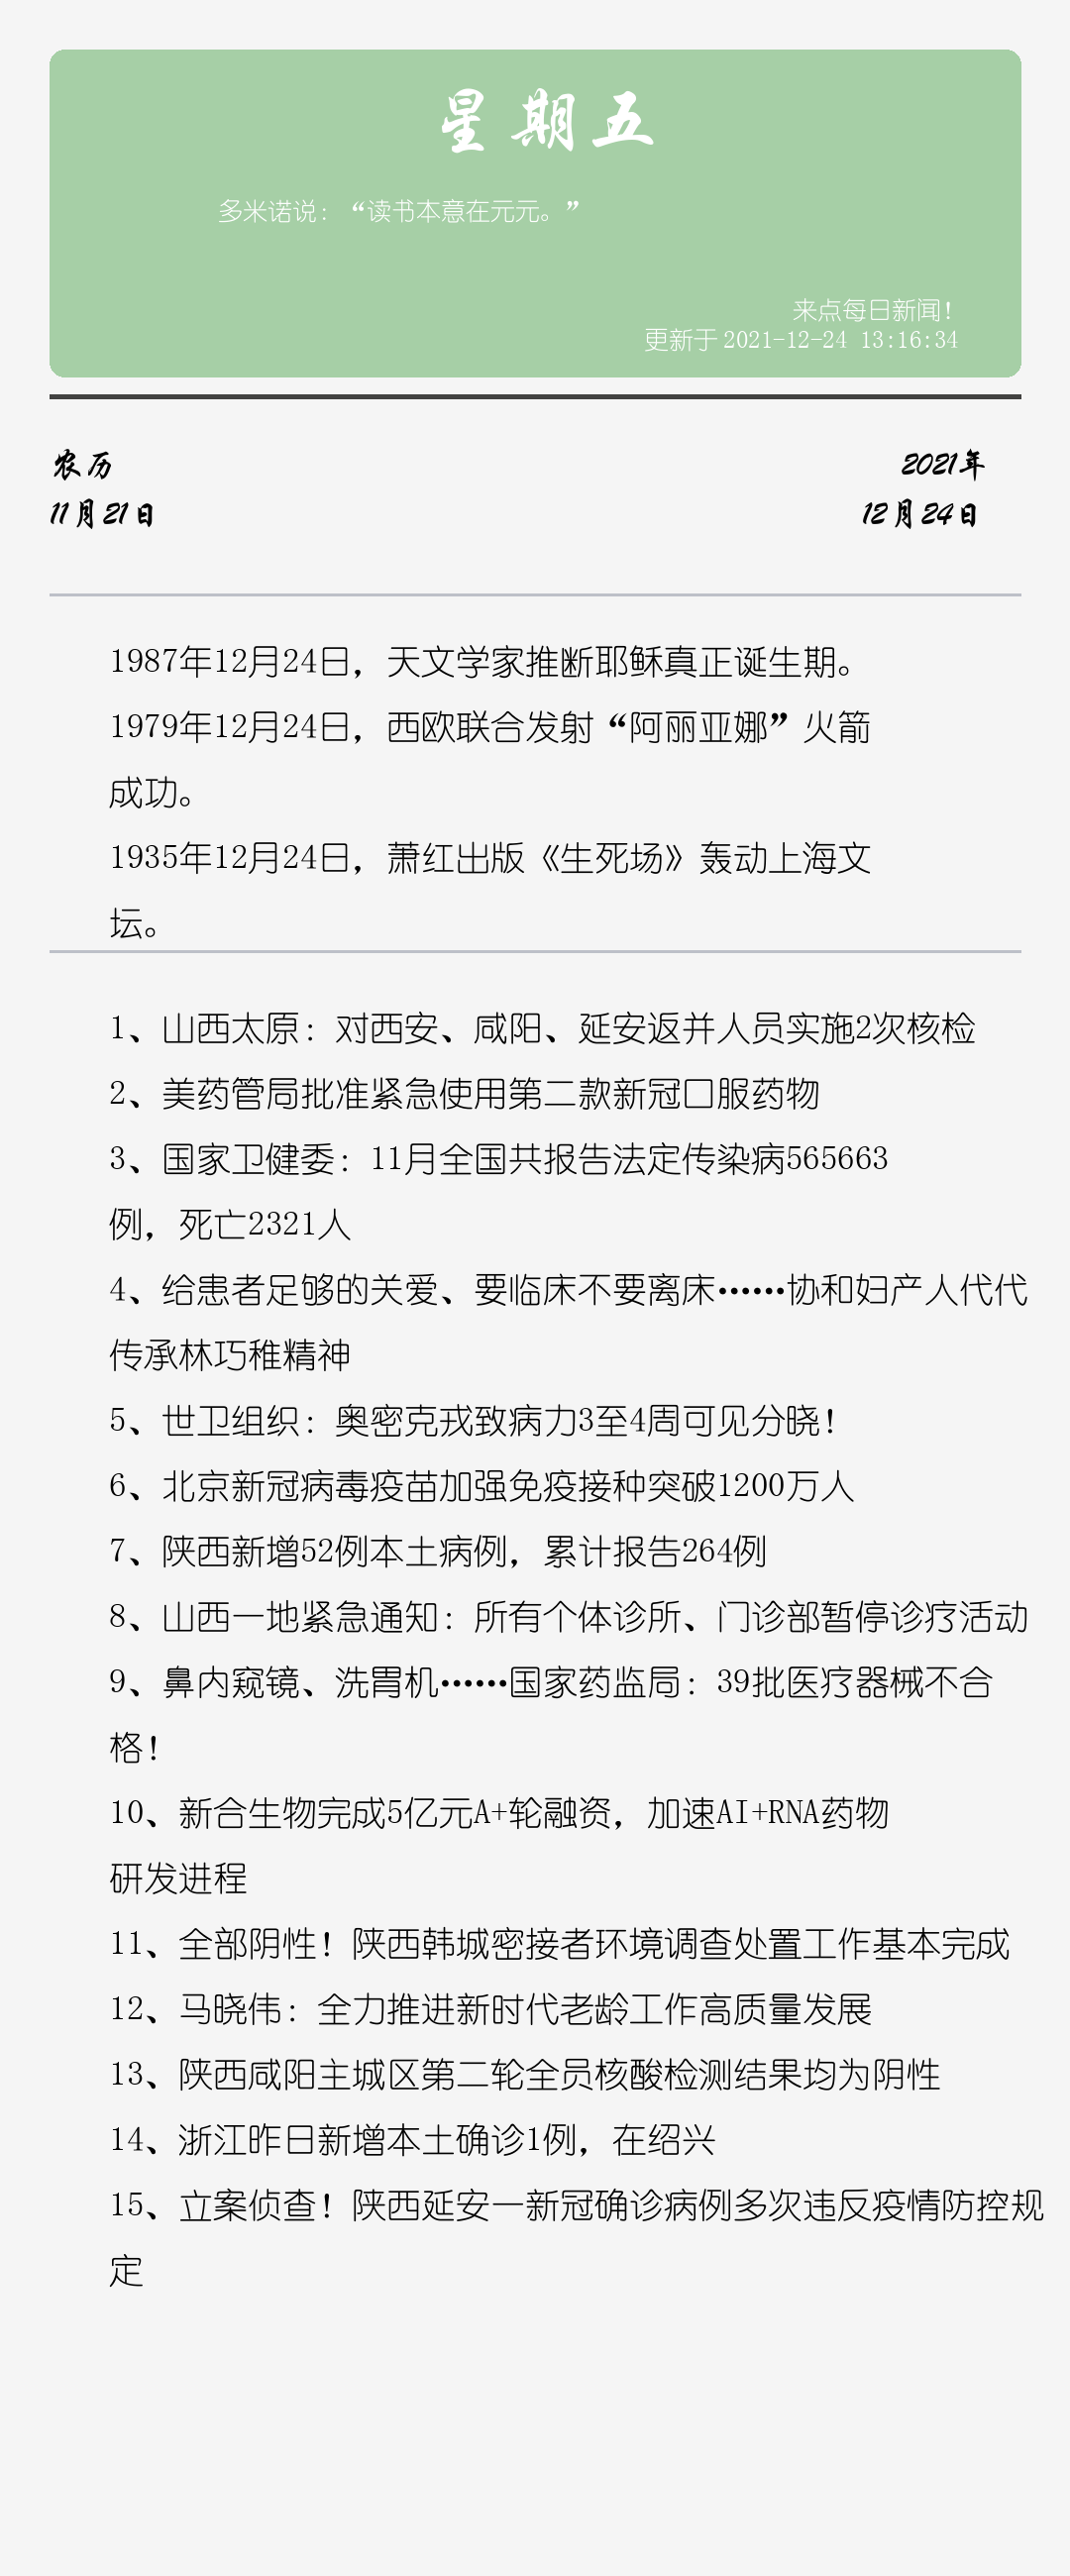 星期五
多米诺说：“读书本意在元元。”
来点每日新闻！
更新于 2021-12-24 13:16:34
农历
2021年
11月21日
12月24日
1987年12月24日，天文学家推断耶稣真正诞生期。
1979年12月24日，西欧联合发射“阿丽亚娜”火箭
成功。
1935年12月24日，萧红出版《生死场》轰动上海文
坛。
1、山西太原：对西安、咸阳、延安返并人员实施2次核检
2、美药管局批准紧急使用第二款新冠口服药物
3、国家卫健委：11月全国共报告法定传染病565663
例，死亡2321人
4、给患者足够的关爱、要临床不要离床……协和妇产人代代
传承林巧稚精神
5、世卫组织：奥密克戎致病力3至4周可见分晓！
6、北京新冠病毒疫苗加强免疫接种突破1200万人
7、陕西新增52例本土病例，累计报告264例
8、山西一地紧急通知：所有个体诊所、门诊部暂停诊疗活动
9、鼻内窥镜、洗胃机……国家药监局：39批医疗器械不合
格！
10、新合生物完成5亿元A+轮融资，加速AI+RNA药物
研发进程
11、全部阴性！陕西韩城密接者环境调查处置工作基本完成
12、马晓伟：全力推进新时代老龄工作高质量发展
13、陕西咸阳主城区第二轮全员核酸检测结果均为阴性
14、浙江昨日新增本土确诊1例，在绍兴
15、立案侦查！陕西延安一新冠确诊病例多次违反疫情防控规
定